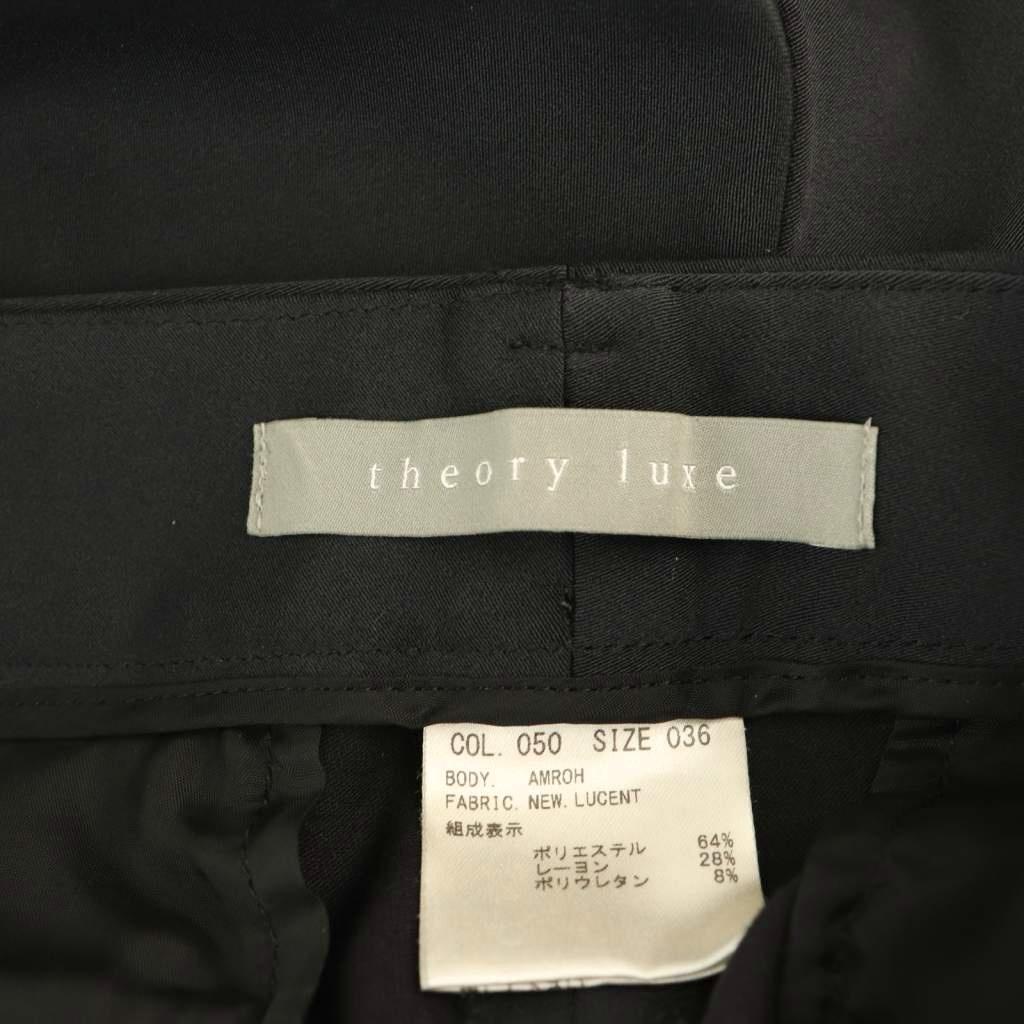 theory luxe
COL. 050 SIZE 036
BODY. AMROH
FABRIC. NEW. LUCENT
組成表示
ポリエステル 64%
レーヨン 28%
ポリウレタン 8%